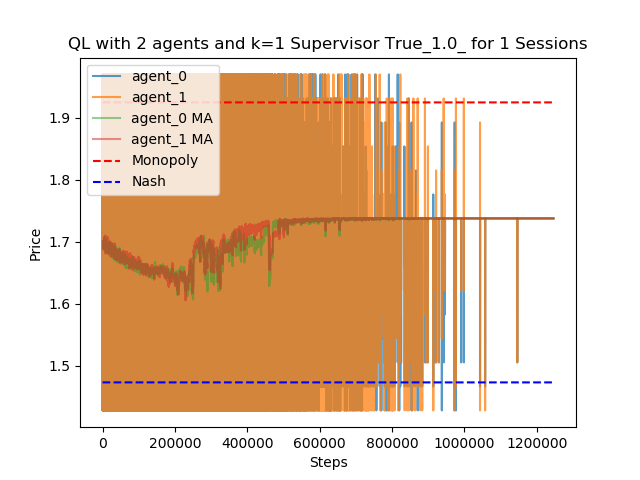 QL with 2 agents and k=1 Supervisor True_1.0_ for 1 Sessions
agent_0
agent_1
agent_0 MA
agent_1 MA
Monopoly
Nash
Price
1.9
1.8
1.7
1.6
1.5
0 200000 400000 600000 800000 1000000 1200000
Steps